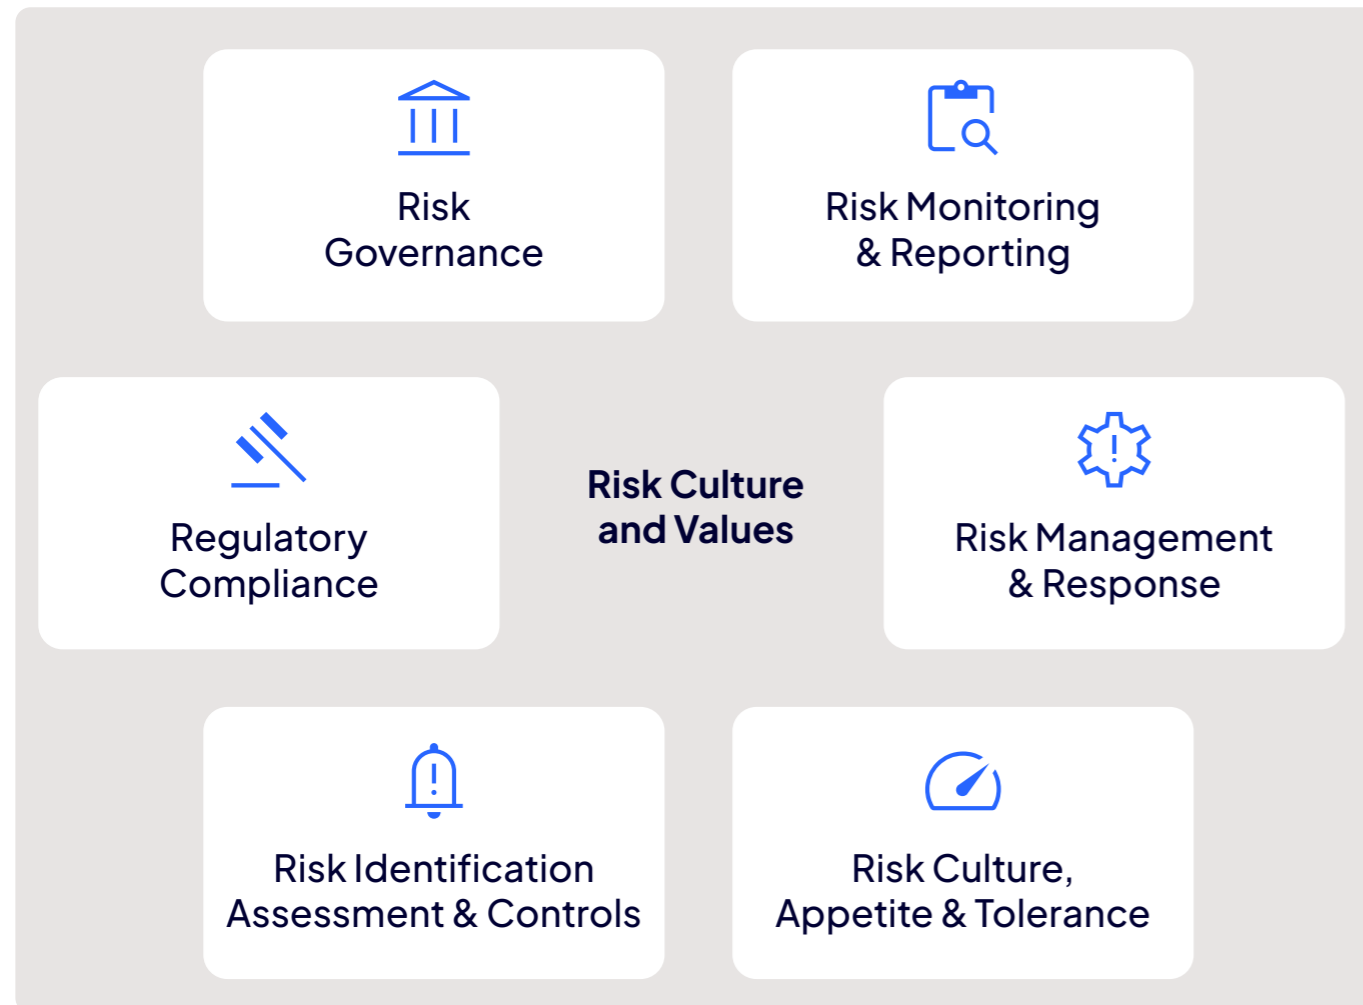 Risk
Governance
Risk Monitoring
& Reporting
Regulatory
Compliance
Risk Culture
and Values
Risk Management
& Response
Risk Identification
Assessment & Controls
Risk Culture,
Appetite & Tolerance